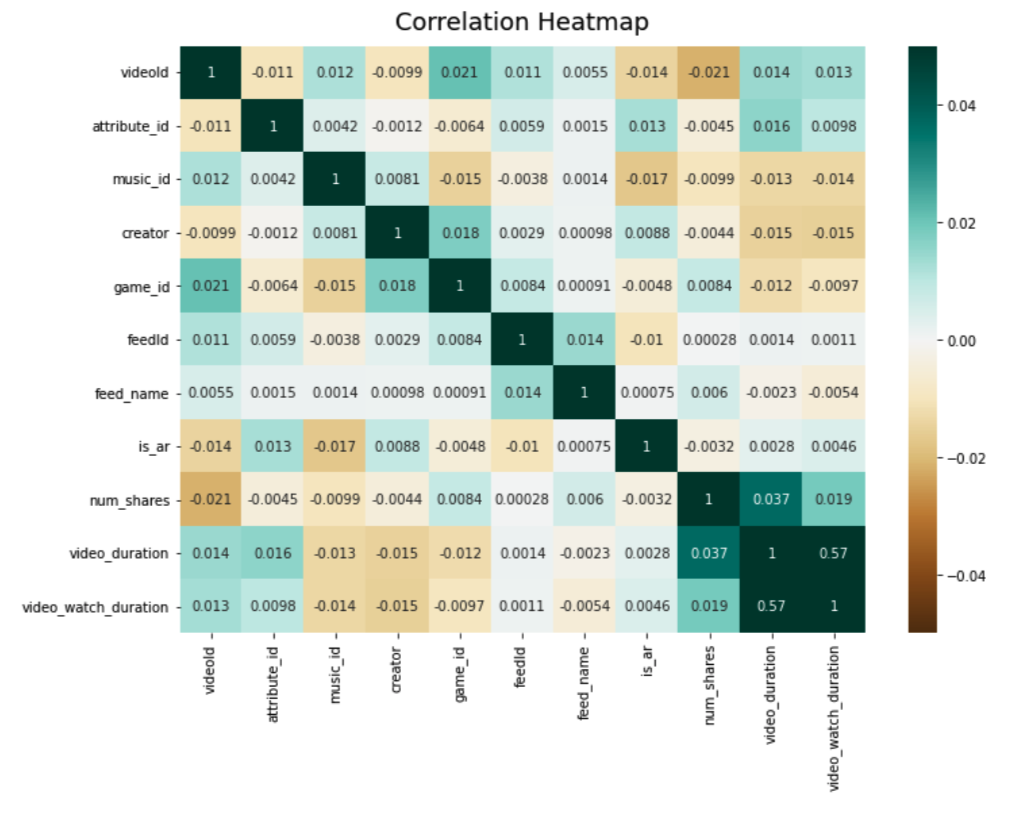 Correlation Heatmap
videoId 1 -0.011 0.012 -0.0099 0.021 0.011 0.0055 -0.014 -0.021 0.014 0.013
attribute_id -0.011 1 0.0042 -0.0012 -0.0064 0.0059 0.0015 0.013 -0.0045 0.016 0.0098
music_id 0.012 0.0042 1 0.0081 -0.015 -0.0038 0.0014 -0.017 -0.0099 -0.013 -0.014
creator -0.0099 -0.0012 0.0081 1 0.018 0.0029 0.00098 0.0088 -0.0044 -0.015 -0.015
game_id 0.021 -0.0064 -0.015 0.018 1 0.0084 0.00091 -0.0048 0.0084 -0.012 -0.0097
feedId 0.011 0.0059 -0.0038 0.0029 0.0084 1 0.014 -0.01 0.00028 0.0014 0.0011
feed_name 0.0055 0.0015 0.0014 0.00098 0.00091 0.014 1 0.00075 0.006 -0.0023 -0.0054
is_ar -0.014 0.013 -0.017 0.0088 -0.0048 -0.01 0.00075 1 -0.0032 0.0028 0.0046
num_shares -0.021 -0.0045 -0.0099 -0.0044 0.0084 0.00028 0.006 -0.0032 1 0.037 0.019
video_duration 0.014 0.016 -0.013 -0.015 -0.012 0.0014 -0.0023 0.0028 0.037 1 0.57
video_watch_duration 0.013 0.0098 -0.014 -0.015 -0.0097 0.0011 -0.0054 0.0046 0.019 0.57 1
videoId attribute_id music_id creator game_id feedId feed_name is_ar num_shares video_duration video_watch_duration
0.04
0.02
0.00
−0.02
−0.04